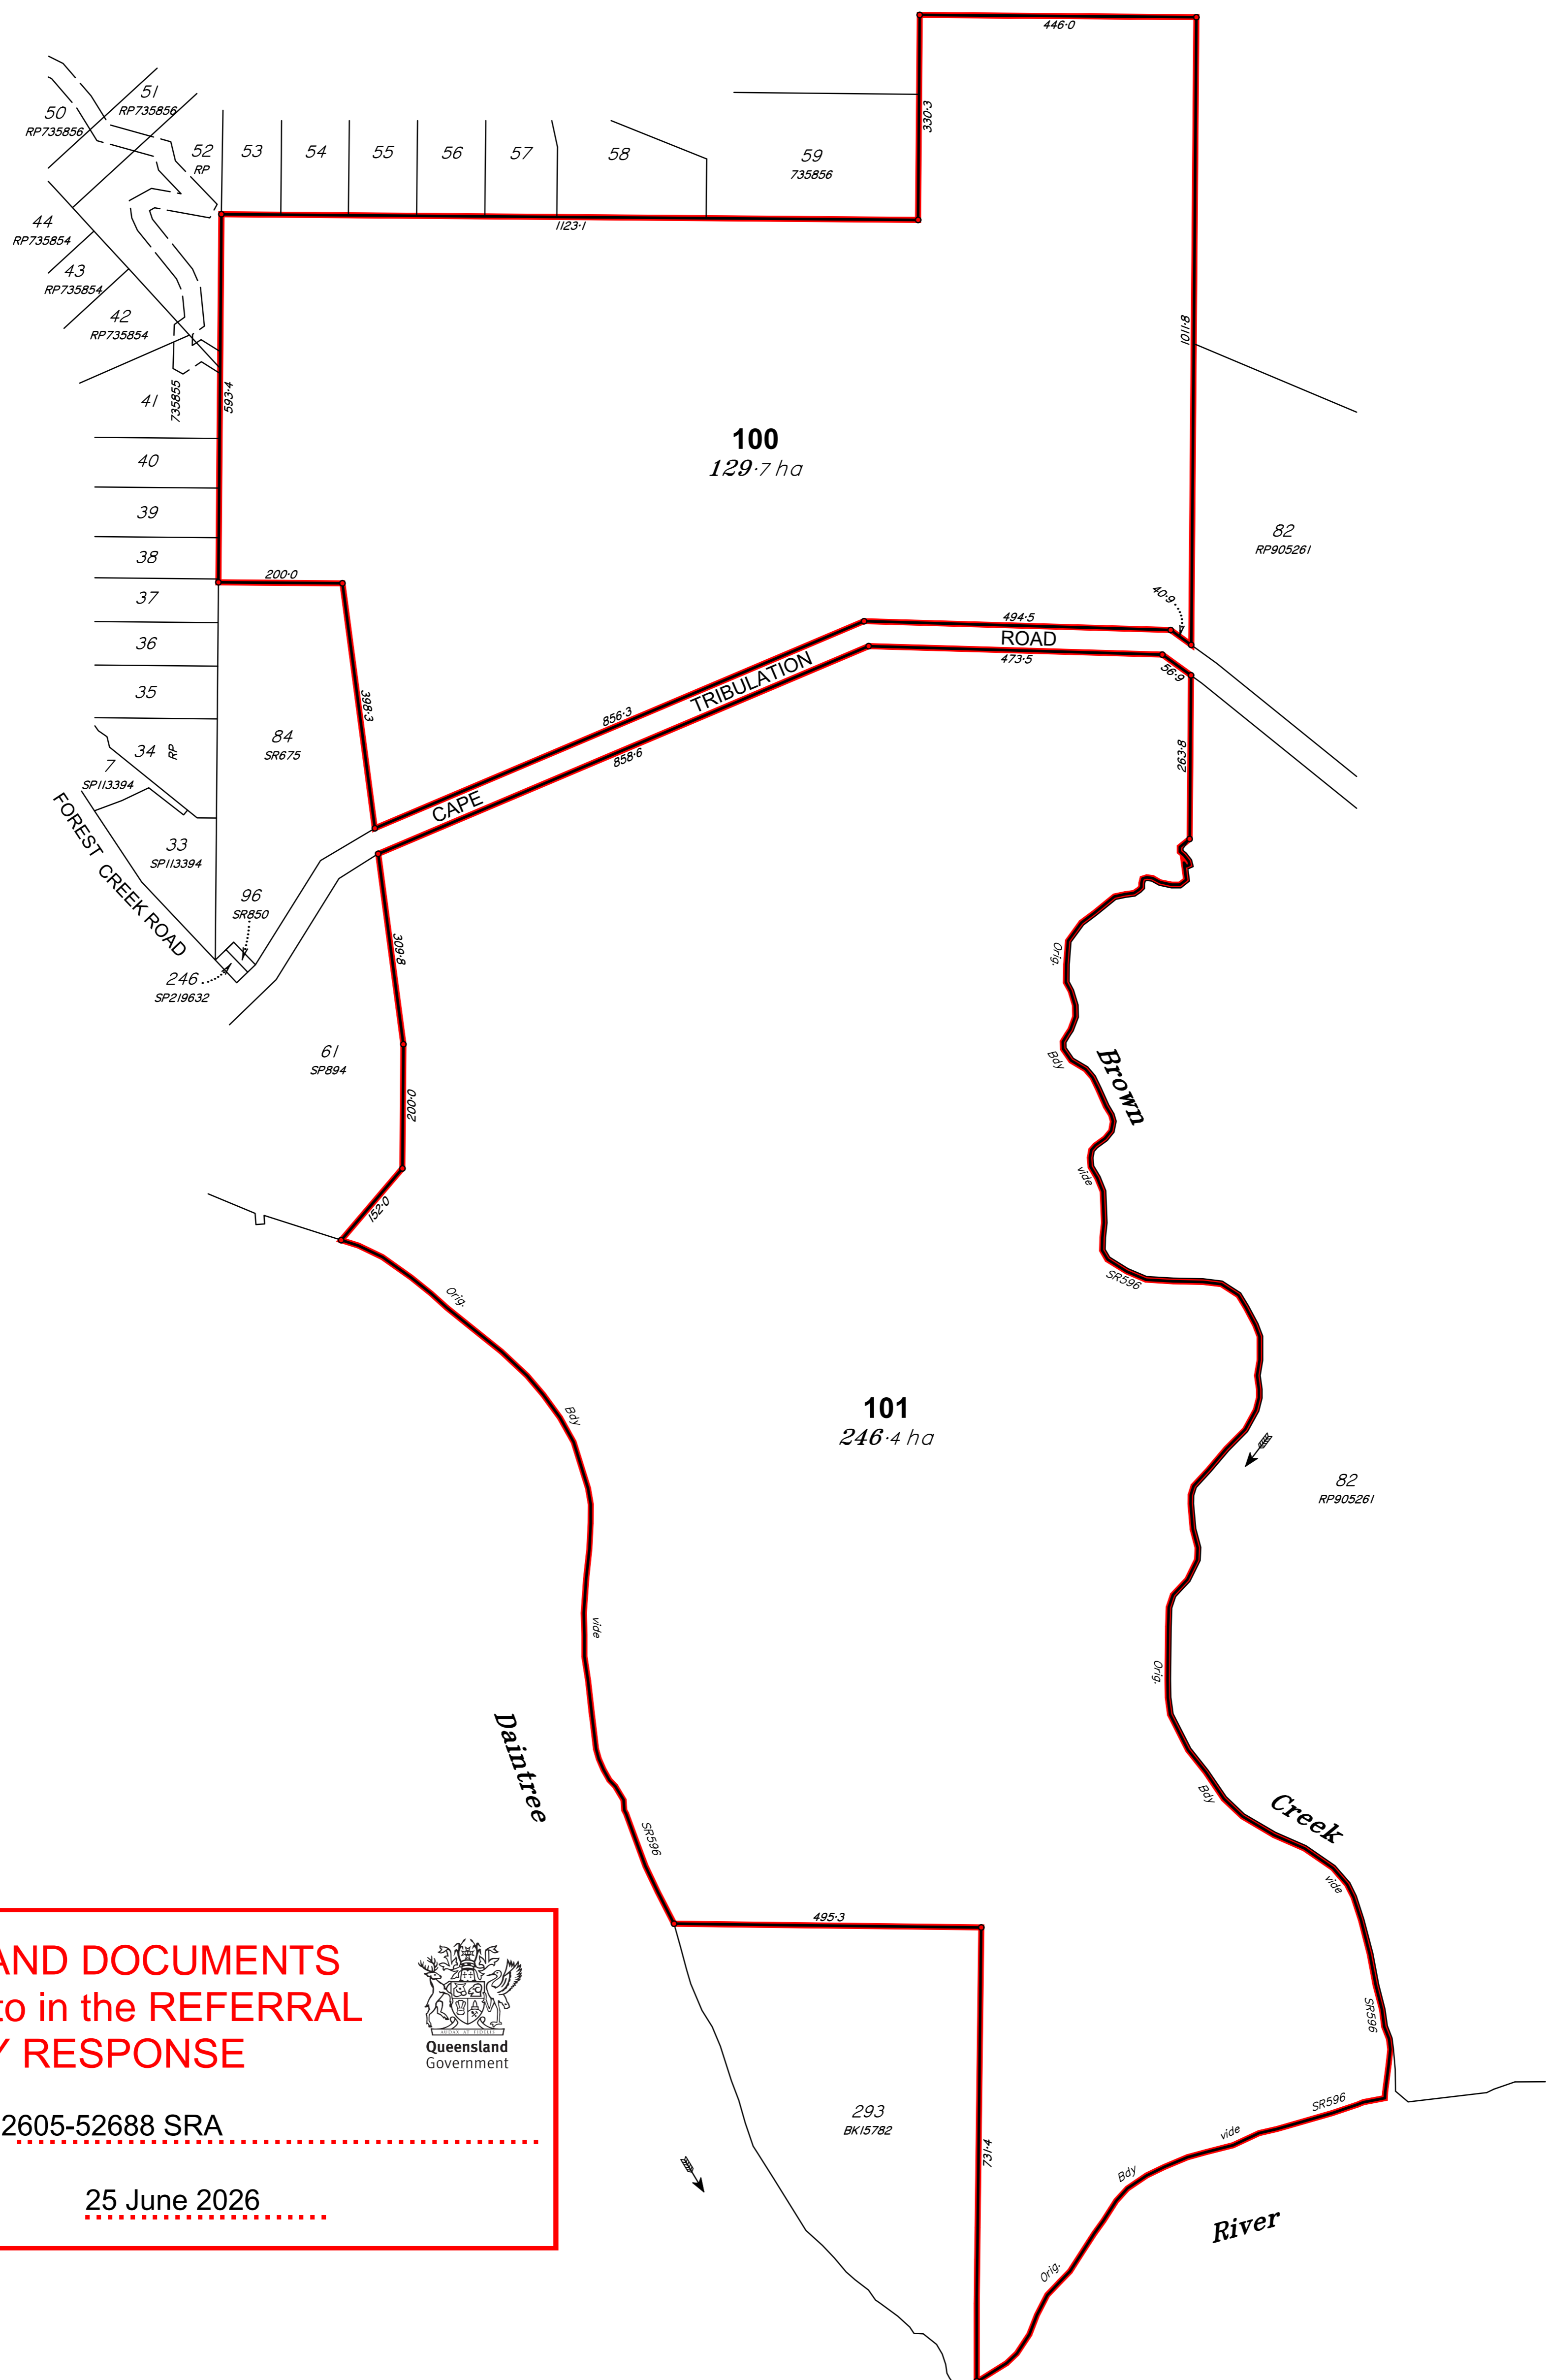 446·0
330·3
51
RP735856
50
RP735856
52
RP
53
54
55
56
57
58
59
735856
1123·1
44
RP735854
43
RP735854
42
RP735854
41
735855
593·4
1011·8
100
129·7 ha
40
39
38
37
36
35
34
RP
7
SP113394
33
SP113394
200·0
398·3
84
SR675
82
RP905261
40·9
494·5
ROAD
473·5
56·9
TRIBULATION
856·3
858·6
CAPE
263·8
FOREST CREEK ROAD
96
SR850
246
SP219632
309·8
61
SP894
200·0
152·0
Orig.
Bdy
Brown
vide
SR596
Orig.
Bdy
101
246·4 ha
82
RP905261
vide
Orig.
Daintree
Bdy
Creek
vide
SR596
SR596
495·3
731·4
293
BK15782
SR596
vide
Bdy
Orig.
River
AND DOCUMENTS
to in the REFERRAL
Y RESPONSE
AUDAX AT FIDELIS
Queensland
Government
2605-52688 SRA
25 June 2026